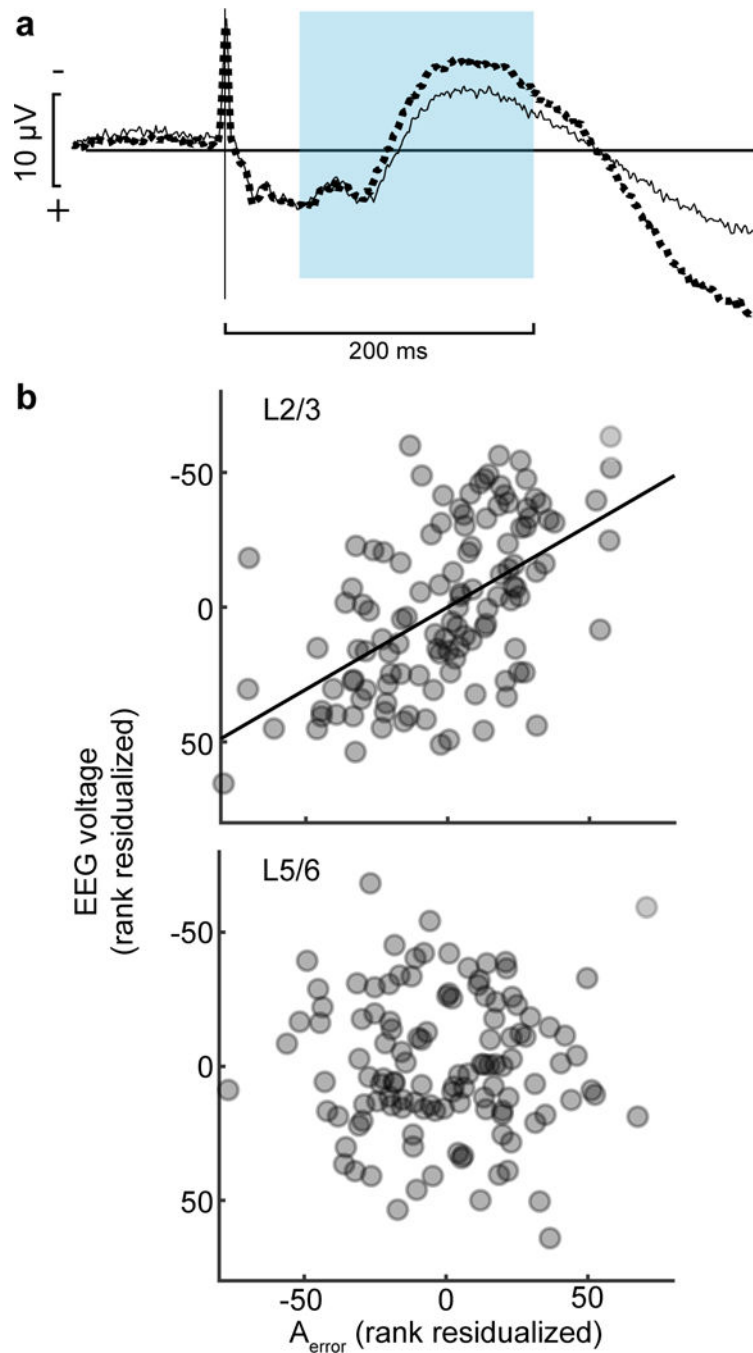 a
-
10 µV
+
200 ms
b
L2/3
-50
0
50
L5/6
-50
0
50
EEG voltage
(rank residualized)
-50 0 50
A_error (rank residualized)